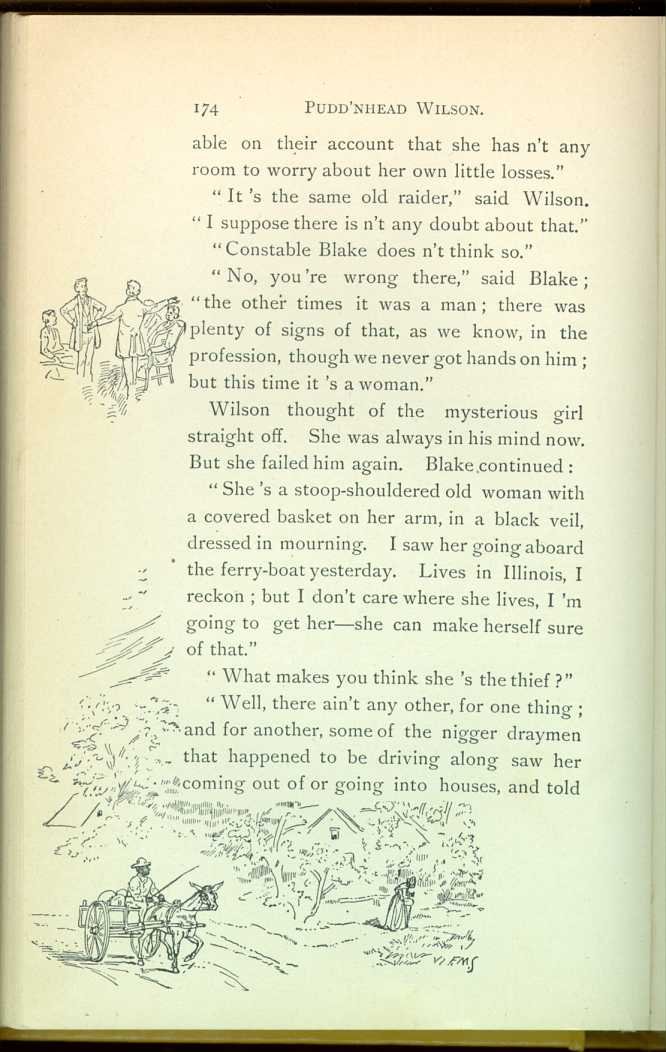 174 PUDD'NHEAD WILSON.
able on their account that she has n't any
room to worry about her own little losses."
"It 's the same old raider," said Wilson.
"I suppose there is n't any doubt about that."
"Constable Blake does n't think so."
"No, you 're wrong there," said Blake;
"the other times it was a man; there was
plenty of signs of that, as we know, in the
profession, though we never got hands on him;
but this time it 's a woman."
Wilson thought of the mysterious girl
straight off. She was always in his mind now.
But she failed him again. Blake continued:
"She 's a stoop-shouldered old woman with
a covered basket on her arm, in a black veil,
dressed in mourning. I saw her going aboard
the ferry-boat yesterday. Lives in Illinois, I
reckon; but I don't care where she lives, I 'm
going to get her—she can make herself sure
of that."
"What makes you think she 's the thief?"
"Well, there ain't any other, for one thing;
and for another, some of the nigger draymen
that happened to be driving along saw her
coming out of or going into houses, and told